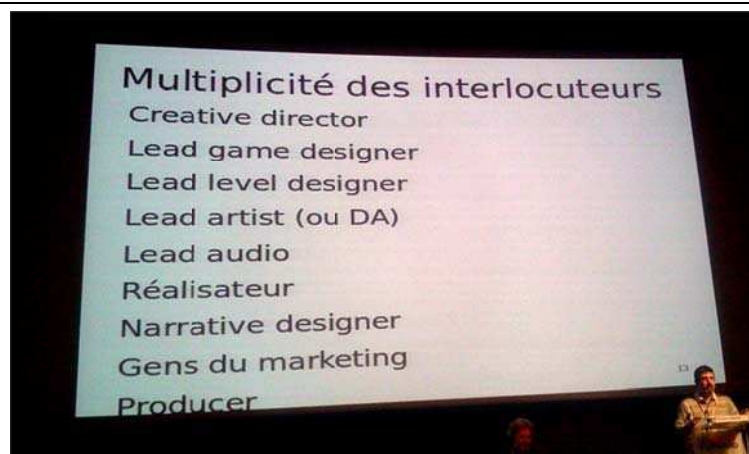 Multiplicité des interlocuteurs
Creative director
Lead game designer
Lead level designer
Lead artist (ou DA)
Lead audio
Réalisateur
Narrative designer
Gens du marketing
13
Producer